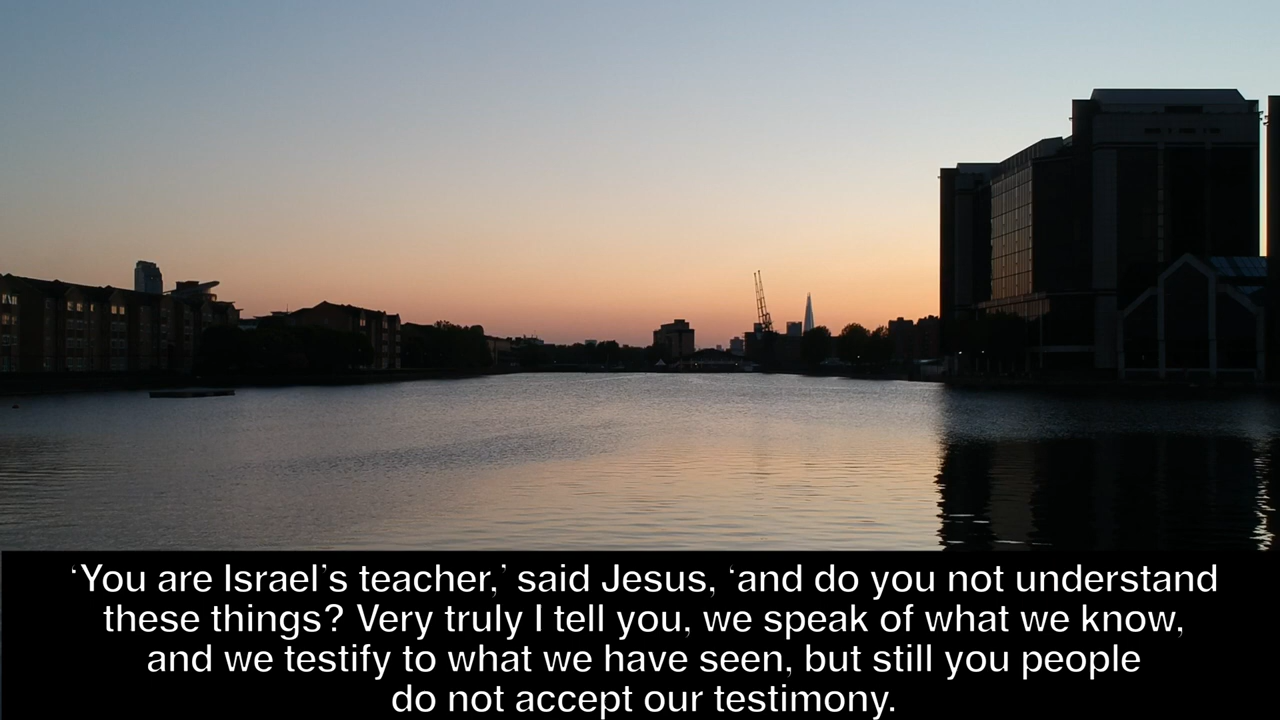 ‘You are Israel’s teacher,’ said Jesus, ‘and do you not understand
these things? Very truly I tell you, we speak of what we know,
and we testify to what we have seen, but still you people
do not accept our testimony.